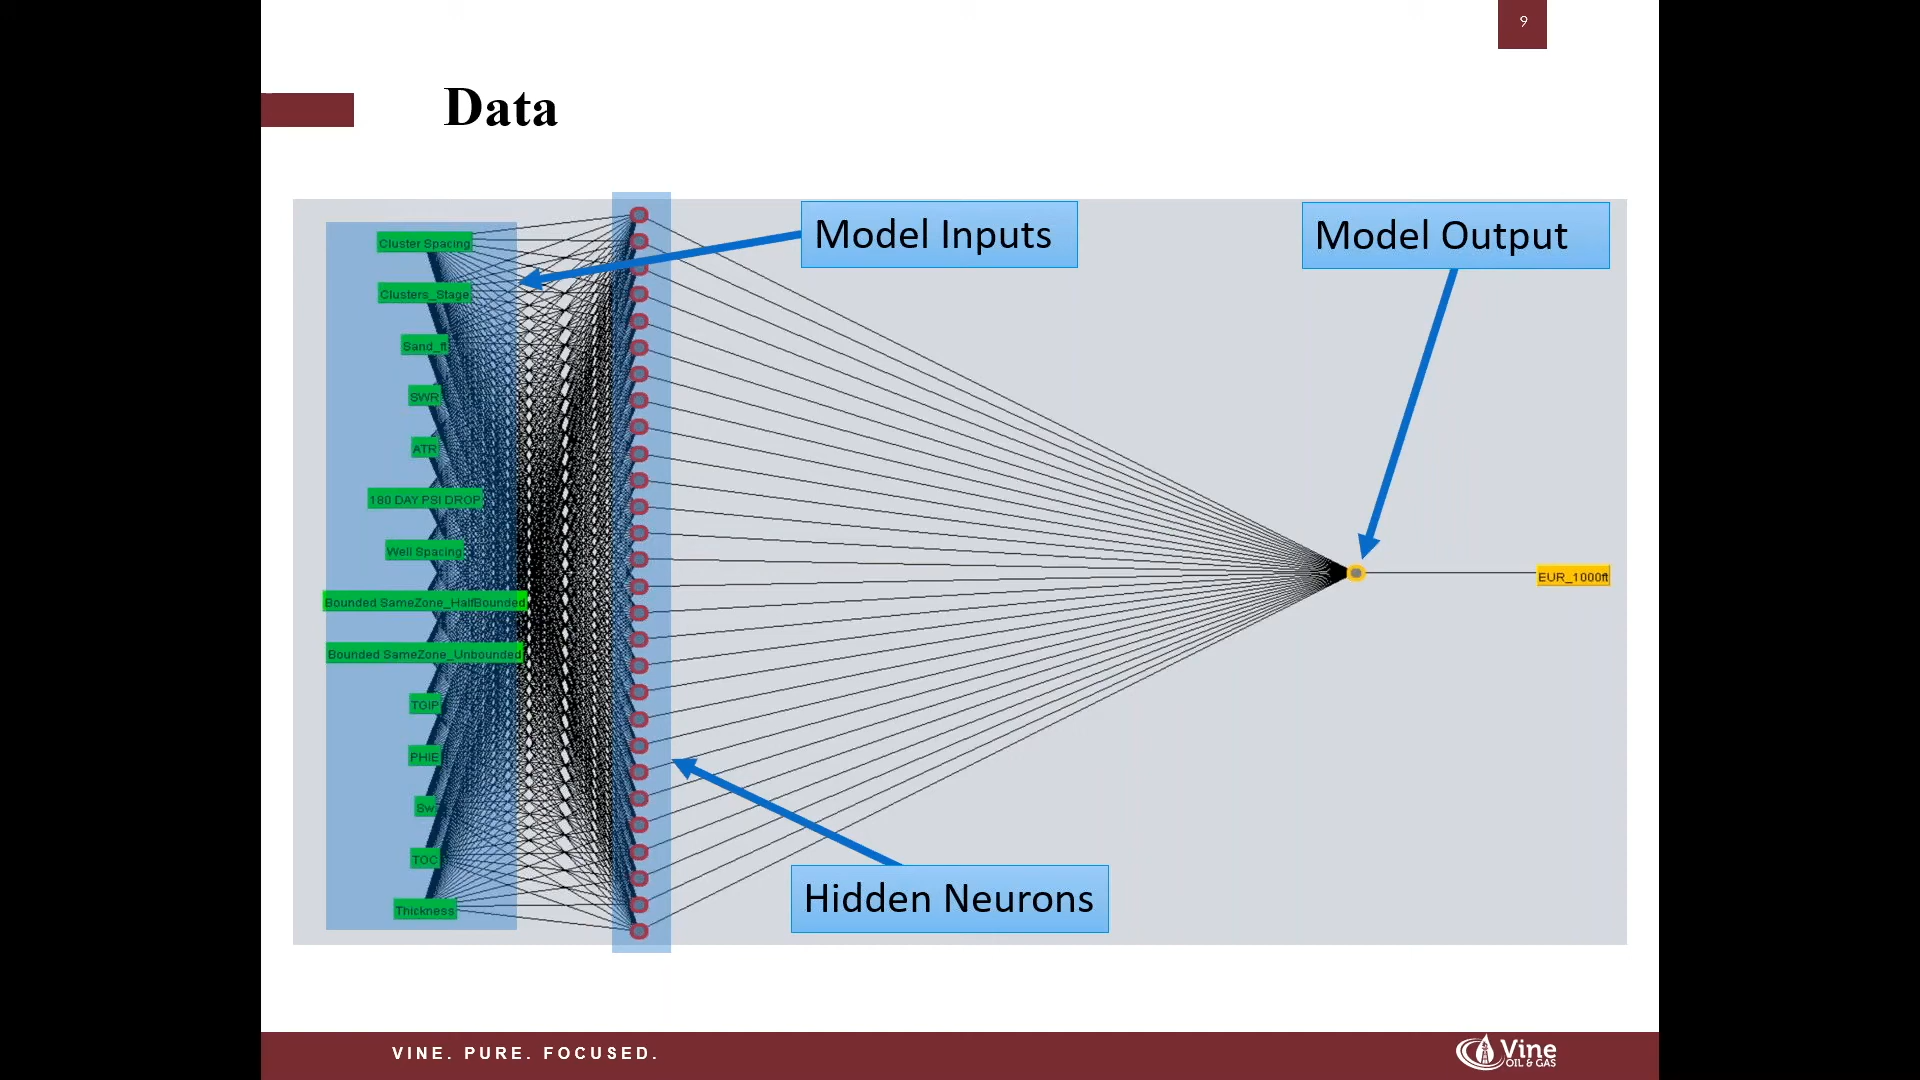 9
Data
Model Inputs
Model Output
Cluster Spacing
Clusters_Stage
Sand_ft
SWR
ATR
180 DAY PSI DROP
Well Spacing
Bounded SameZone_HalfBounded
Bounded SameZone_Unbounded
TGIP
PHIE
Sw
TOC
Thickness
EUR_1000ft
Hidden Neurons
VINE. PURE. FOCUSED.
Vine
OIL & GAS